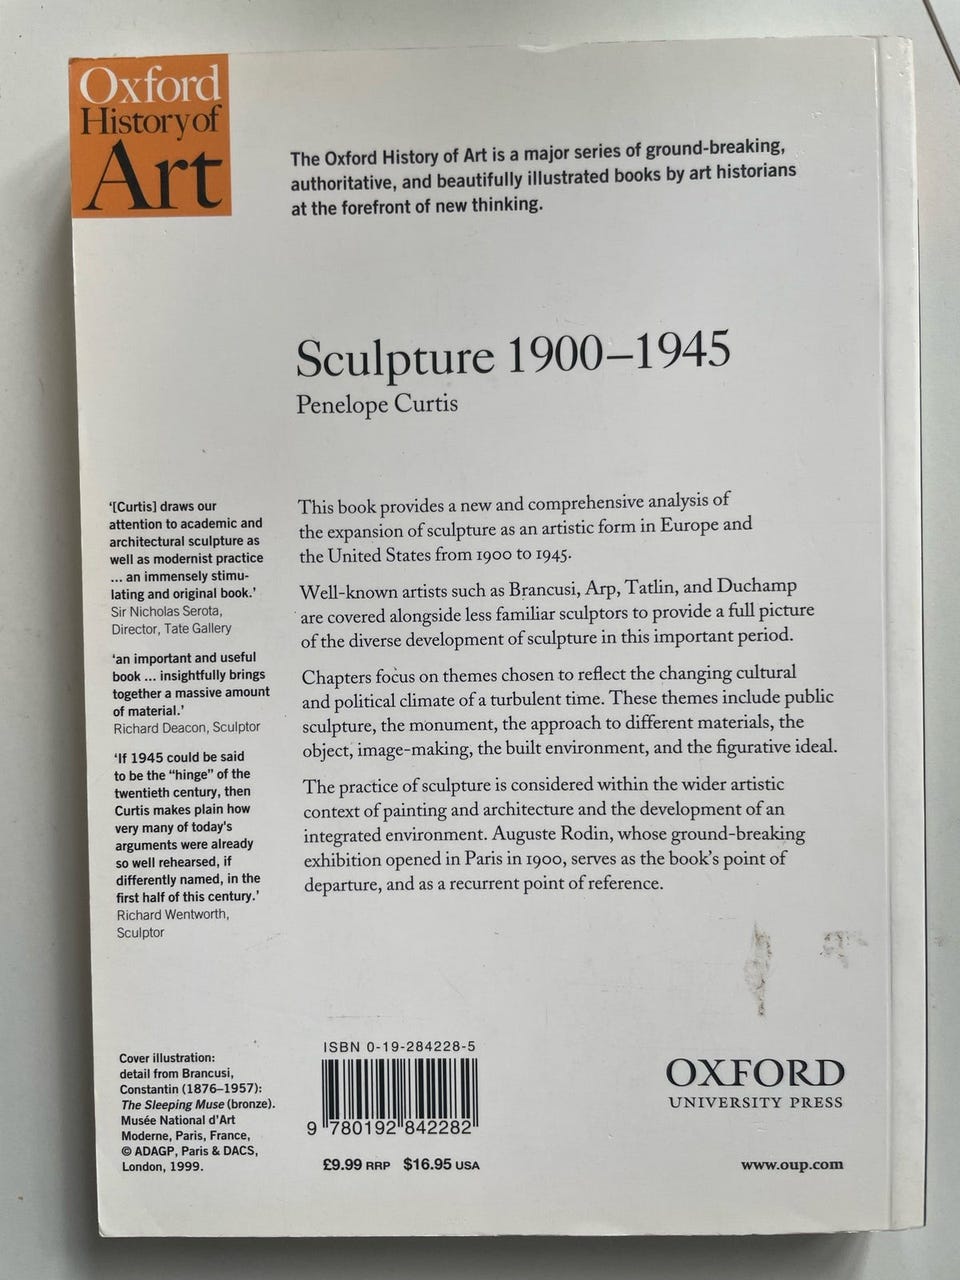 Oxford
History of
Art
The Oxford History of Art is a major series of ground-breaking,
authoritative, and beautifully illustrated books by art historians
at the forefront of new thinking.
Sculpture 1900–1945
Penelope Curtis
'[Curtis] draws our
attention to academic and
architectural sculpture as
well as modernist practice
... an immensely stimu-
lating and original book.'
Sir Nicholas Serota,
Director, Tate Gallery
'an important and useful
book ... insightfully brings
together a massive amount
of material.'
Richard Deacon, Sculptor
'If 1945 could be said
to be the "hinge" of the
twentieth century, then
Curtis makes plain how
very many of today's
arguments were already
so well rehearsed, if
differently named, in the
first half of this century.'
Richard Wentworth,
Sculptor
This book provides a new and comprehensive analysis of
the expansion of sculpture as an artistic form in Europe and
the United States from 1900 to 1945.
Well-known artists such as Brancusi, Arp, Tatlin, and Duchamp
are covered alongside less familiar sculptors to provide a full picture
of the diverse development of sculpture in this important period.
Chapters focus on themes chosen to reflect the changing cultural
and political climate of a turbulent time. These themes include public
sculpture, the monument, the approach to different materials, the
object, image-making, the built environment, and the figurative ideal.
The practice of sculpture is considered within the wider artistic
context of painting and architecture and the development of an
integrated environment. Auguste Rodin, whose ground-breaking
exhibition opened in Paris in 1900, serves as the book's point of
departure, and as a recurrent point of reference.
Cover illustration:
detail from Brancusi,
Constantin (1876–1957):
The Sleeping Muse (bronze).
Musée National d'Art
Moderne, Paris, France,
© ADAGP, Paris & DACS,
London, 1999.
ISBN 0-19-284228-5
9 780192 842282
£9.99 RRP $16.95 USA
OXFORD
UNIVERSITY PRESS
www.oup.com